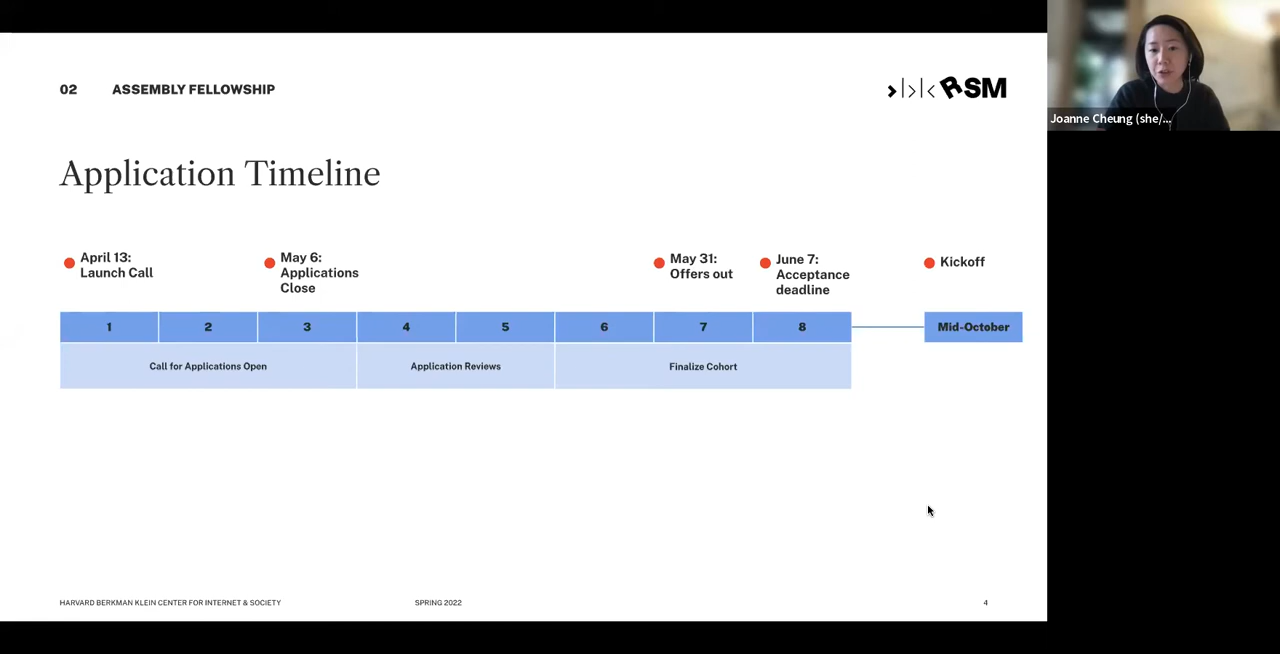 02 ASSEMBLY FELLOWSHIP
RSM
Joanne Cheung (she/...
Application Timeline
April 13:
Launch Call
May 6:
Applications
Close
May 31:
Offers out
June 7:
Acceptance
deadline
Kickoff
1 2 3 4 5 6 7 8 Mid-October
Call for Applications Open Application Reviews Finalize Cohort
HARVARD BERKMAN KLEIN CENTER FOR INTERNET & SOCIETY SPRING 2022 4